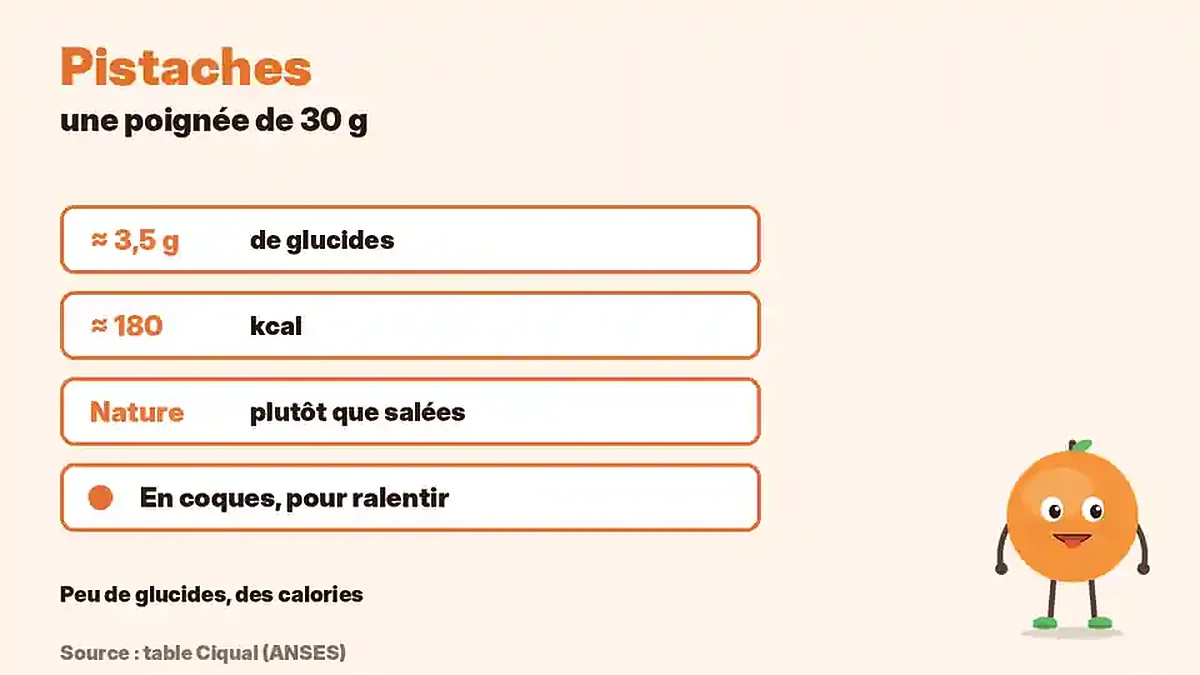 Pistaches
une poignée de 30 g
≈ 3,5 g de glucides
≈ 180 kcal
Nature plutôt que salées
En coques, pour ralentir
Peu de glucides, des calories
Source : table Ciqual (ANSES)